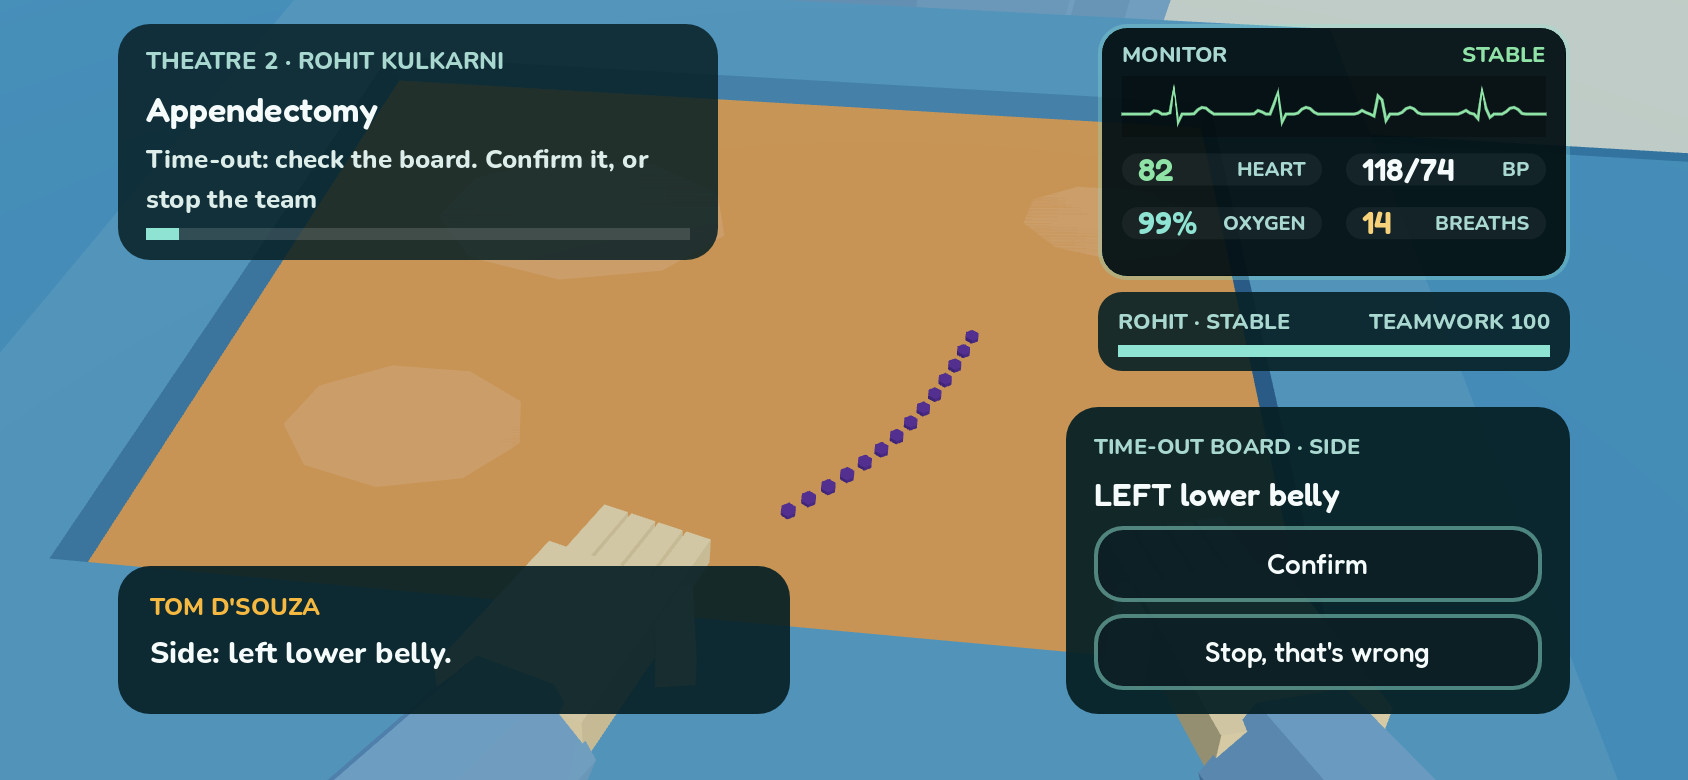 THEATRE 2 · ROHIT KULKARNI
Appendectomy
Time-out: check the board. Confirm it, or
stop the team
MONITOR STABLE
82 HEART 118/74 BP
99% OXYGEN 14 BREATHS
ROHIT · STABLE TEAMWORK 100
TIME-OUT BOARD · SIDE
LEFT lower belly
Confirm
Stop, that's wrong
TOM D'SOUZA
Side: left lower belly.